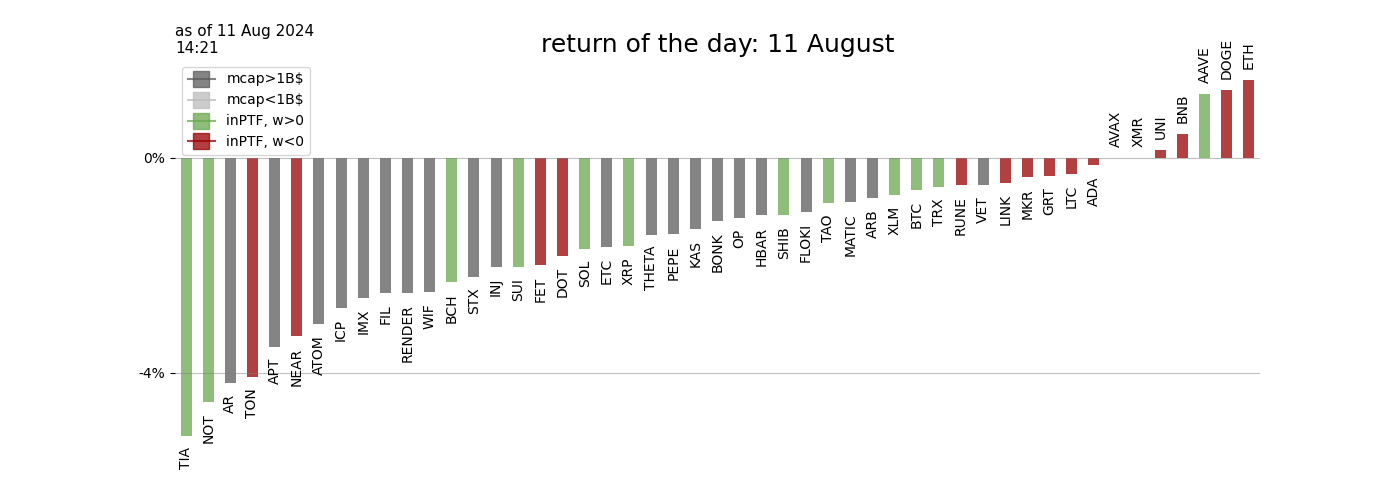 as of 11 Aug 2024
14:21
return of the day: 11 August
mcap>1B$
mcap<1B$
inPTF, w>0
inPTF, w<0
0%
-4%
TIA
NOT
AR
TON
APT
NEAR
ATOM
ICP
IMX
FIL
RENDER
WIF
BCH
STX
INJ
SUI
FET
DOT
SOL
ETC
XRP
THETA
PEPE
KAS
BONK
OP
HBAR
SHIB
FLOKI
TAO
MATIC
ARB
XLM
BTC
TRX
RUNE
VET
LINK
MKR
GRT
LTC
ADA
AVAX
XMR
UNI
BNB
AAVE
DOGE
ETH